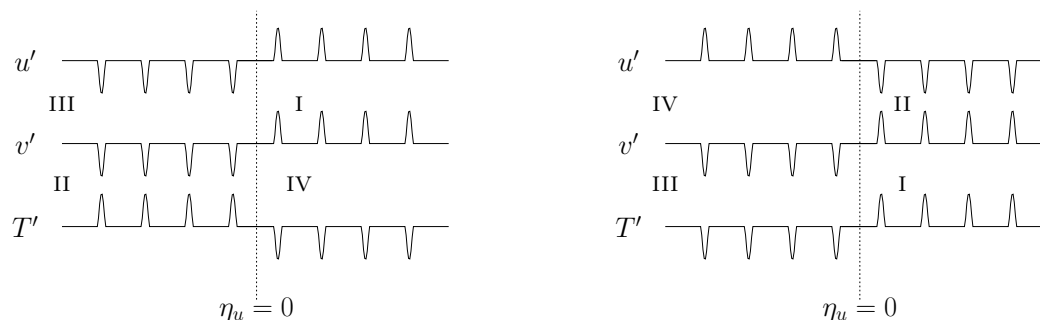 u′ u′
III I IV II
v′ v′
II IV III I
T′ T′
η_u = 0 η_u = 0